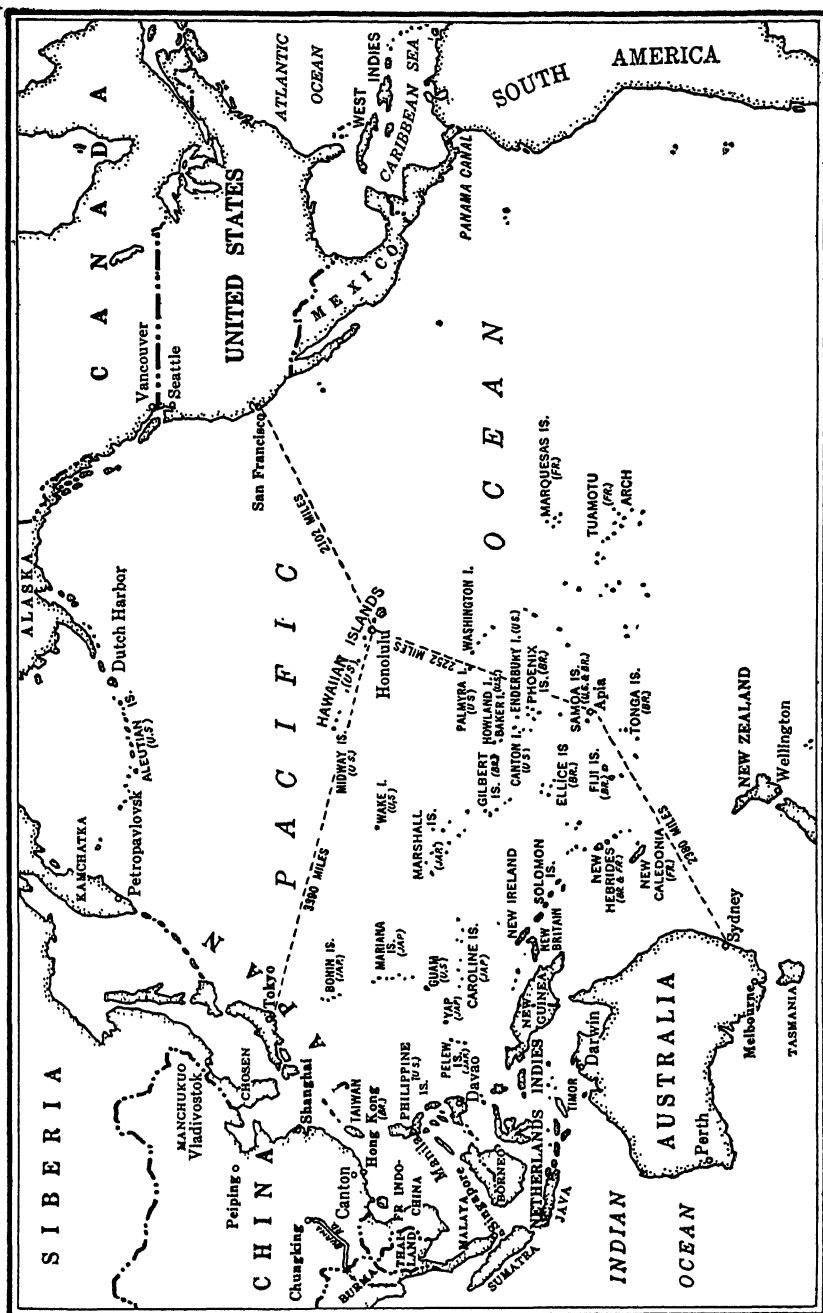 SIBERIA
MANCHUKUO
Vladivostok
CHOSEN
Peiping
CHINA
Shanghai
Chungking
BURMA RD.
Canton
Hong Kong
(BR.)
TAIWAN
BURMA
THAI-
LAND
FR INDO-
CHINA
MALAYA
Singapore
SUMATRA
BORNEO
JAVA
NETHERLANDS INDIES
TIMOR
Manila
PHILIPPINE
IS.
(U.S.)
Davao
PELEW
IS.
(JAP.)
YAP
(JAP.)
GUAM
(U.S.)
CAROLINE IS.
(JAP.)
MARIANA
IS.
(JAP.)
BONIN IS.
(JAP.)
JAPAN
Tokyo
KAMCHATKA
Petropavlovsk
ALEUTIAN IS.
(U.S)
Dutch Harbor
ALASKA
CANADA
Vancouver
Seattle
UNITED STATES
San Francisco
MEXICO
ATLANTIC
OCEAN
WEST INDIES
CARIBBEAN SEA
PANAMA CANAL
SOUTH AMERICA
PACIFIC
OCEAN
3390 MILES
2102 MILES
2252 MILES
2380 MILES
MIDWAY IS.
(U.S.)
HAWAIIAN ISLANDS
(U.S)
Honolulu
WAKE I.
(U.S)
MARSHALL
IS.
(JAP.)
PALMYRA I.
(U S)
WASHINGTON I.
HOWLAND I.
BAKER I. (U.S.)
GILBERT
IS. (BR.)
CANTON I.
(U S)
ENDERBURY I. (U.S.)
PHOENIX
IS. (BR.)
ELLICE IS
(BR.)
SAMOA IS.
(U.S. & BR.)
Apia
FIJI IS.
(BR.)
TONGA IS.
(BR)
MARQUESAS IS.
(FR.)
TUAMOTU
(FR.)
ARCH
NEW IRELAND
NEW
BRITAIN
SOLOMON
IS.
NEW
GUINEA
NEW
HEBRIDES
(BR. & FR.)
NEW
CALEDONIA
(FR.)
Darwin
AUSTRALIA
Perth
Melbourne
Sydney
TASMANIA
NEW ZEALAND
Wellington
INDIAN
OCEAN